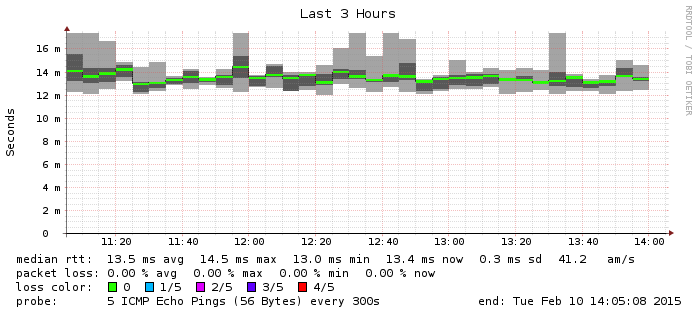 Last 3 Hours
RRDTOOL / TOBI OETIKER
Seconds
16 m
14 m
12 m
10 m
8 m
6 m
4 m
2 m
0
11:20 11:40 12:00 12:20 12:40 13:00 13:20 13:40 14:00
median rtt: 13.5 ms avg 14.5 ms max 13.0 ms min 13.4 ms now 0.3 ms sd 41.2 am/s
packet loss: 0.00 % avg 0.00 % max 0.00 % min 0.00 % now
loss color: 0 1/5 2/5 3/5 4/5
probe: 5 ICMP Echo Pings (56 Bytes) every 300s end: Tue Feb 10 14:05:08 2015